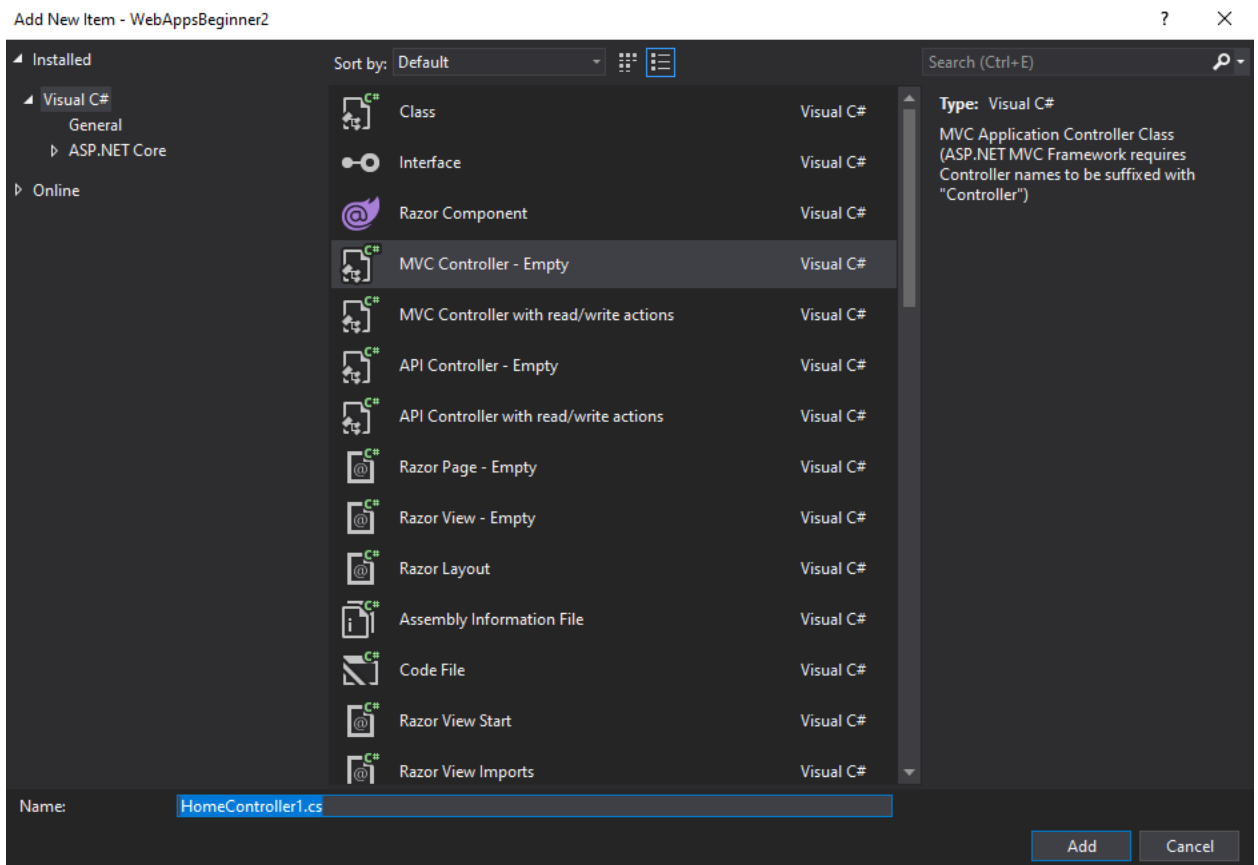 Add New Item - WebAppsBeginner2
?
Installed
Visual C#
General
ASP.NET Core
Online
Sort by: Default
Search (Ctrl+E)
C# Class Visual C#
Interface Visual C#
Razor Component Visual C#
C# MVC Controller - Empty Visual C#
C# MVC Controller with read/write actions Visual C#
C# API Controller - Empty Visual C#
C# API Controller with read/write actions Visual C#
C# Razor Page - Empty Visual C#
C# Razor View - Empty Visual C#
C# Razor Layout Visual C#
C# Assembly Information File Visual C#
C# Code File Visual C#
C# Razor View Start Visual C#
C# Razor View Imports Visual C#
Type: Visual C#
MVC Application Controller Class
(ASP.NET MVC Framework requires
Controller names to be suffixed with
"Controller")
Name: HomeController1.cs
Add Cancel